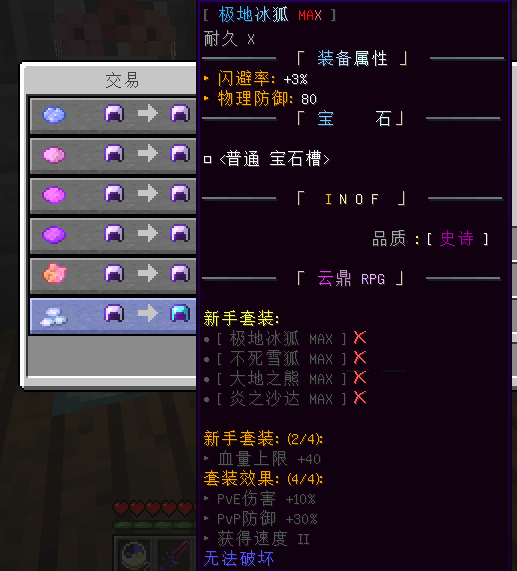 [ 极地冰狐 MAX ]
耐久 X
「 装备属性 」
交易
▸ 闪避率: +3%
▸ 物理防御: 80
「 宝 石 」
□ <普通 宝石槽>
「 I N O F 」
品质 :[ 史诗 ]
「 云鼎 RPG 」
新手套装:
● [ 极地冰狐 MAX ] ✗
● [ 不死雪狐 MAX ] ✗
● [ 大地之熊 MAX ] ✗
● [ 炎之沙达 MAX ] ✗
新手套装: (2/4):
▸ 血量上限 +40
套装效果: (4/4):
▸ PvE伤害 +10%
▸ PvP防御 +30%
▸ 获得速度 II
无法破坏